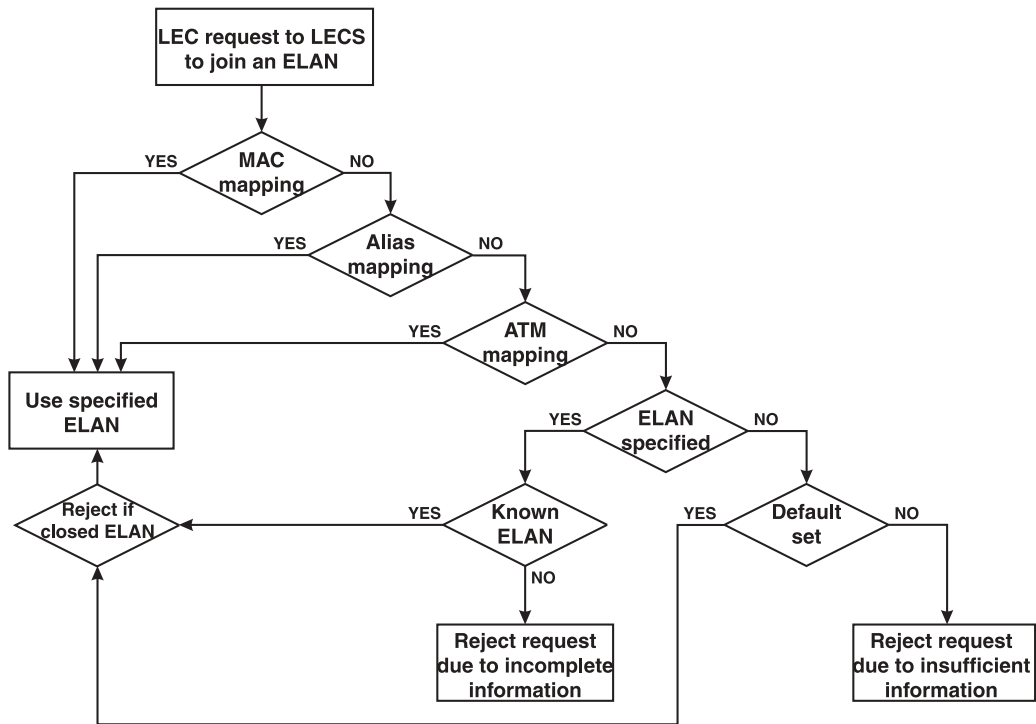 LEC request to LECS
to join an ELAN
YES
MAC
mapping
NO
YES
Alias
mapping
NO
YES
ATM
mapping
NO
Use specified
ELAN
YES
ELAN
specified
NO
Reject if
closed ELAN
YES
Known
ELAN
YES
Default
set
NO
NO
Reject request
due to incomplete
information
Reject request
due to insufficient
information